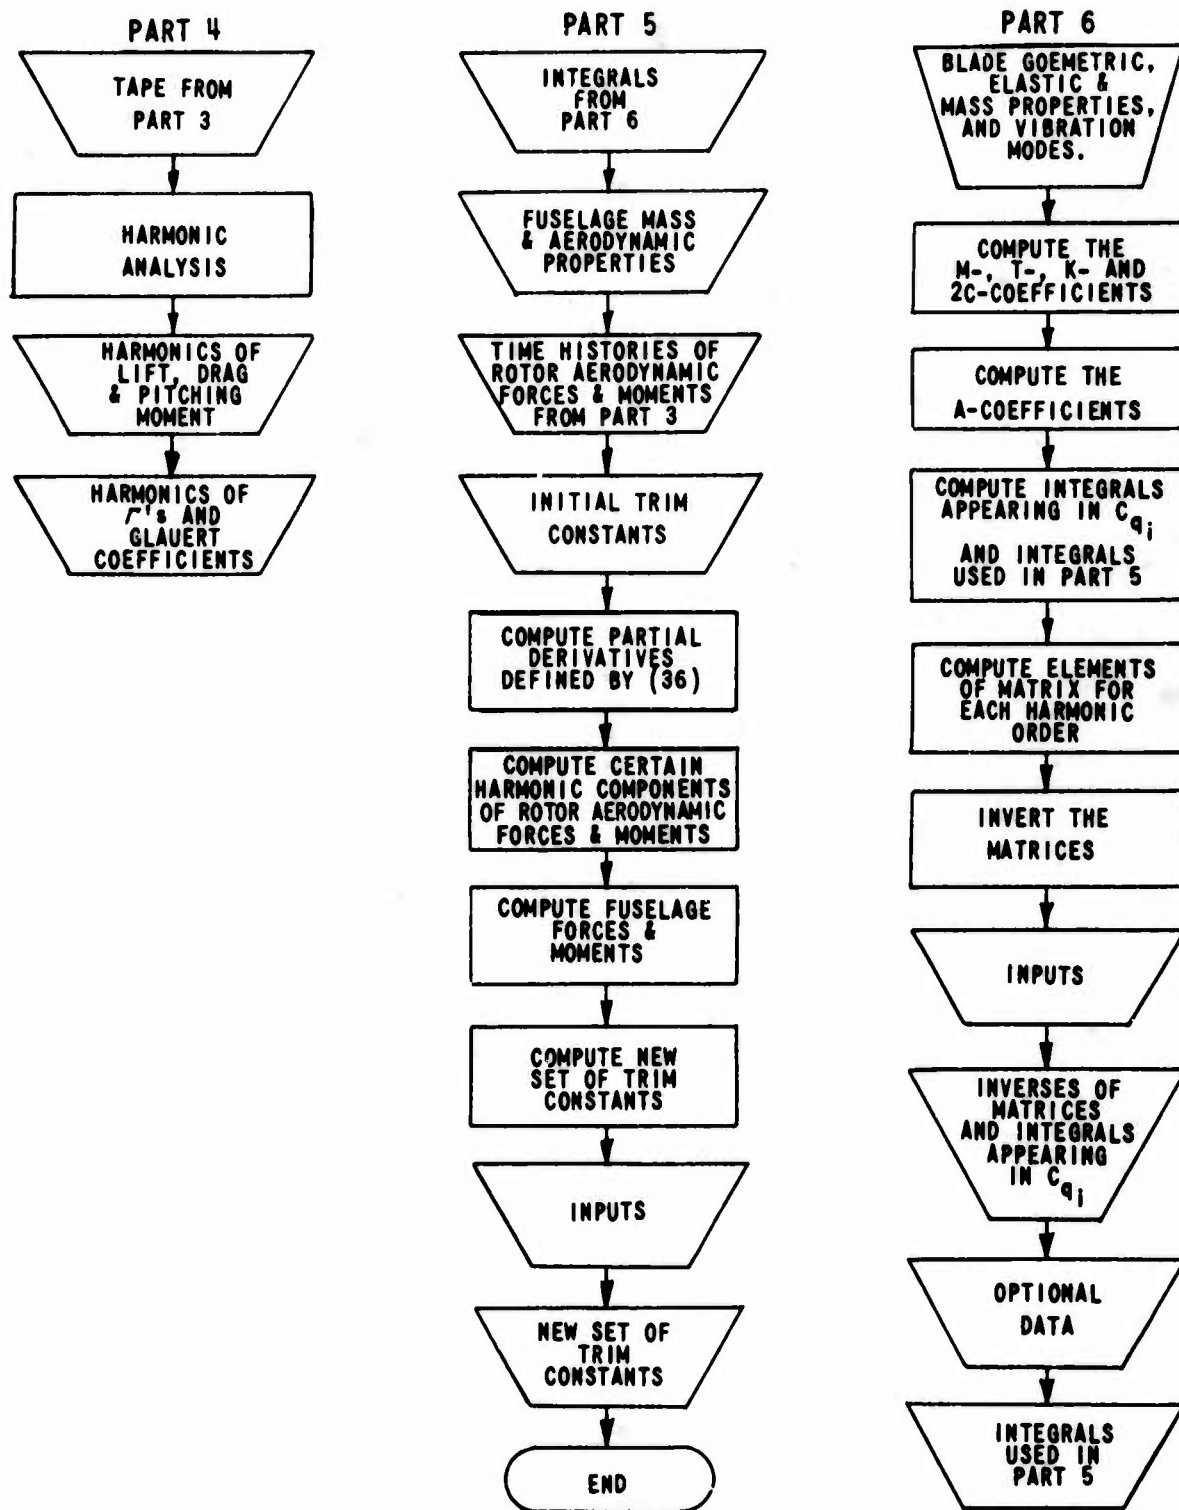 PART 4
TAPE FROM
PART 3
HARMONIC
ANALYSIS
HARMONICS OF
LIFT, DRAG
& PITCHING
MOMENT
HARMONICS OF
Γ's AND
GLAUERT
COEFFICIENTS
PART 5
INTEGRALS
FROM
PART 6
FUSELAGE MASS
& AERODYNAMIC
PROPERTIES
TIME HISTORIES OF
ROTOR AERODYNAMIC
FORCES & MOMENTS
FROM PART 3
INITIAL TRIM
CONSTANTS
COMPUTE PARTIAL
DERIVATIVES
DEFINED BY (36)
COMPUTE CERTAIN
HARMONIC COMPONENTS
OF ROTOR AERODYNAMIC
FORCES & MOMENTS
COMPUTE FUSELAGE
FORCES &
MOMENTS
COMPUTE NEW
SET OF TRIM
CONSTANTS
INPUTS
NEW SET OF
TRIM
CONSTANTS
END
PART 6
BLADE GOEMETRIC,
ELASTIC &
MASS PROPERTIES,
AND VIBRATION
MODES.
COMPUTE THE
M-, T-, K- AND
2C-COEFFICIENTS
COMPUTE THE
A-COEFFICIENTS
COMPUTE INTEGRALS
APPEARING IN C_{q_i}
AND INTEGRALS
USED IN PART 5
COMPUTE ELEMENTS
OF MATRIX FOR
EACH HARMONIC
ORDER
INVERT THE
MATRICES
INPUTS
INVERSES OF
MATRICES
AND INTEGRALS
APPEARING
IN C_{q_i}
OPTIONAL
DATA
INTEGRALS
USED IN
PART 5